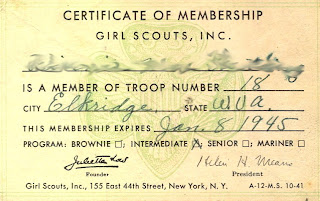 CERTIFICATE OF MEMBERSHIP
GIRL SCOUTS, INC.
IS A MEMBER OF TROOP NUMBER 18
CITY Elkridge, STATE W Va.
THIS MEMBERSHIP EXPIRES Jan. 8 1945
PROGRAM: BROWNIE ☐ INTERMEDIATE ☒ SENIOR ☐ MARINER ☐
Juliette Low Helen H. Means
Founder President
Girl Scouts, Inc., 155 East 44th Street, New York, N. Y. A-12-M.S. 10-41